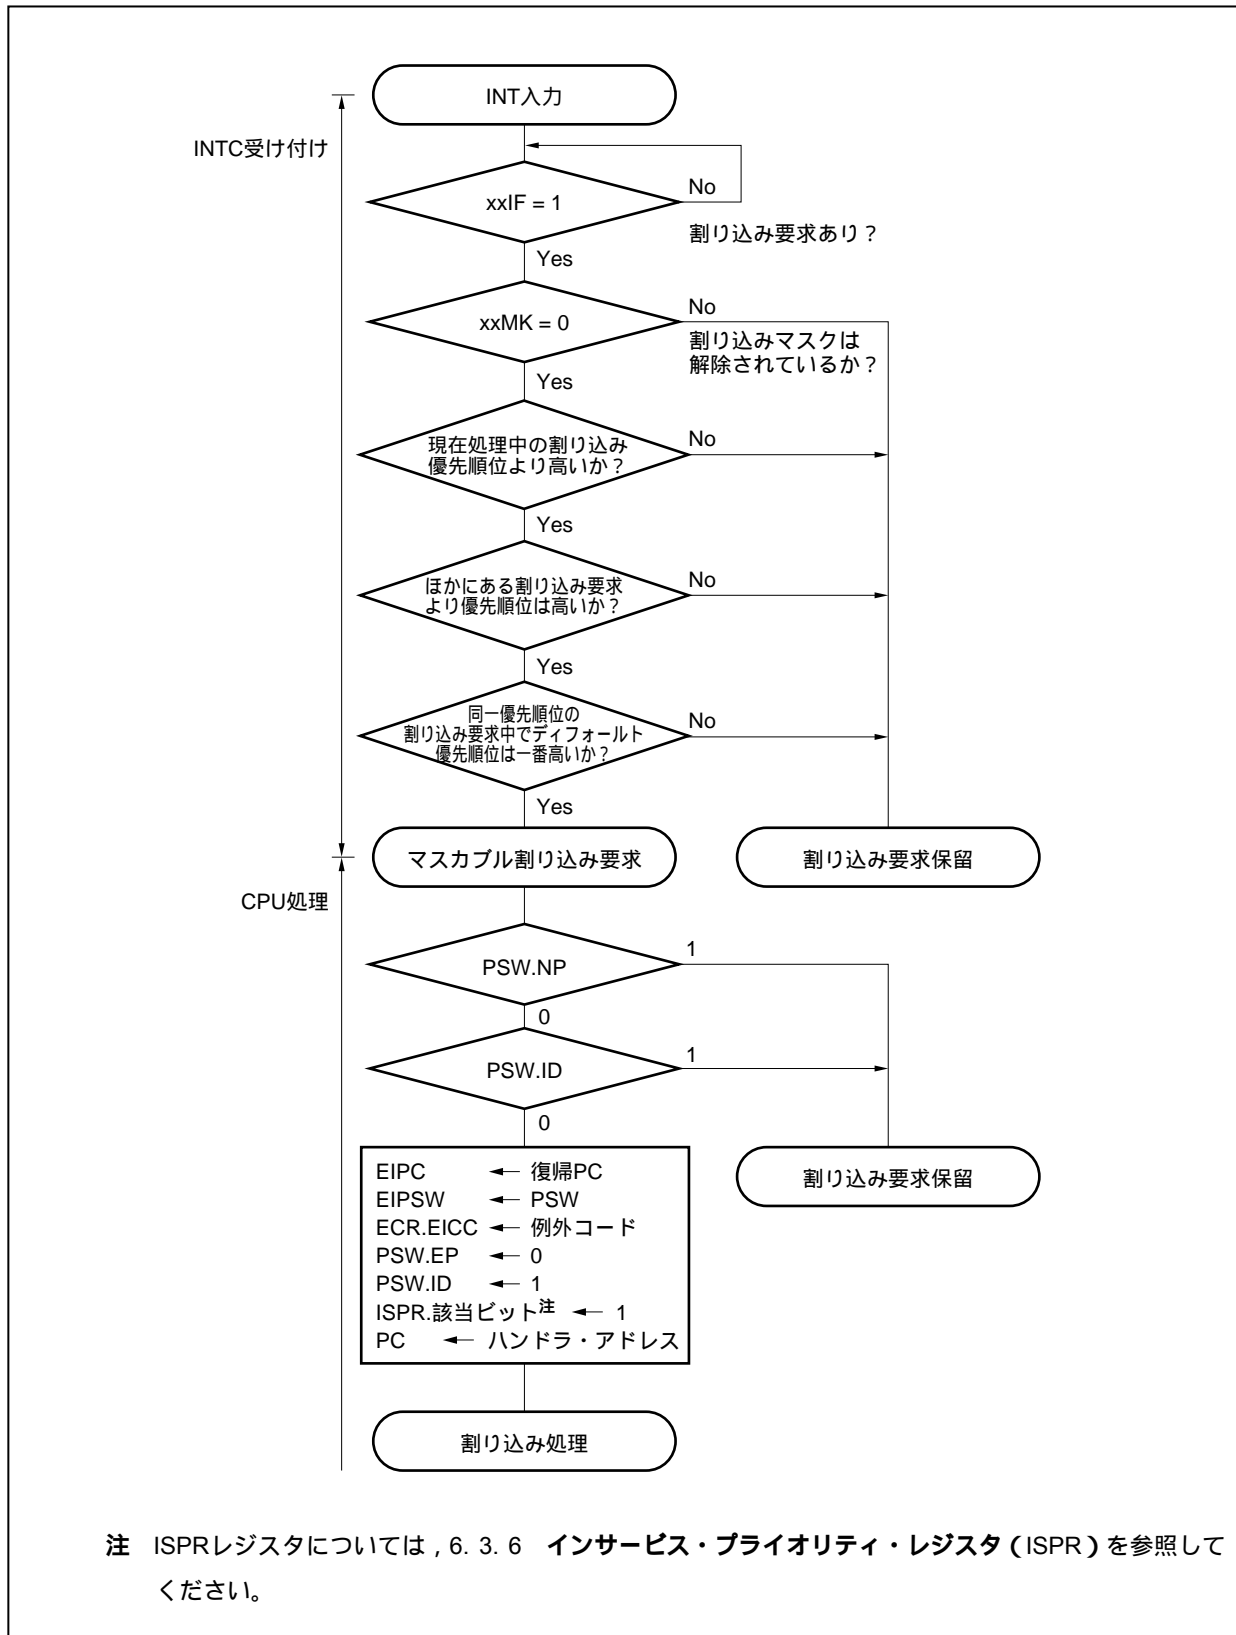 INT入力
INTC受け付け
xxIF = 1
No
割り込み要求あり？
Yes
xxMK = 0
No
割り込みマスクは
解除されているか？
Yes
現在処理中の割り込み
優先順位より高いか？
No
Yes
ほかにある割り込み要求
より優先順位は高いか？
No
Yes
同一優先順位の
割り込み要求中でディフォールト
優先順位は一番高いか？
No
Yes
マスカブル割り込み要求
割り込み要求保留
CPU処理
PSW.NP
1
0
PSW.ID
1
0
EIPC ← 復帰PC
EIPSW ← PSW
ECR.EICC ← 例外コード
PSW.EP ← 0
PSW.ID ← 1
ISPR.該当ビット注 ← 1
PC ← ハンドラ・アドレス
割り込み要求保留
割り込み処理
注 ISPRレジスタについては，6. 3. 6 インサービス・プライオリティ・レジスタ（ISPR）を参照して
ください。